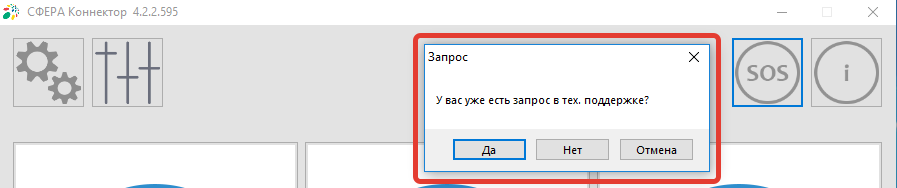 СФЕРА Коннектор 4.2.2.595
Запрос
SOS
i
У вас уже есть запрос в тех. поддержке?
Да
Нет
Отмена